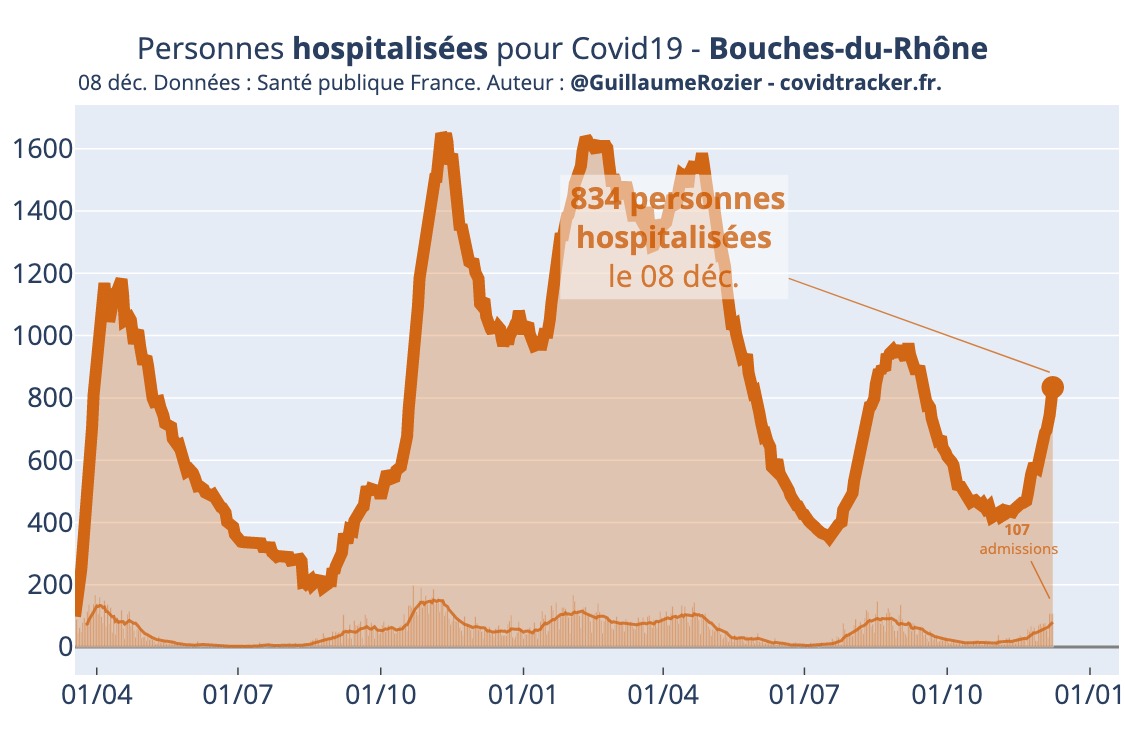 Personnes hospitalisées pour Covid19 - Bouches-du-Rhône
08 déc. Données : Santé publique France. Auteur : @GuillaumeRozier - covidtracker.fr.
1600
1400
1200
1000
800
600
400
200
0
834 personnes
hospitalisées
le 08 déc.
107
admissions
01/04 01/07 01/10 01/01 01/04 01/07 01/10 01/01